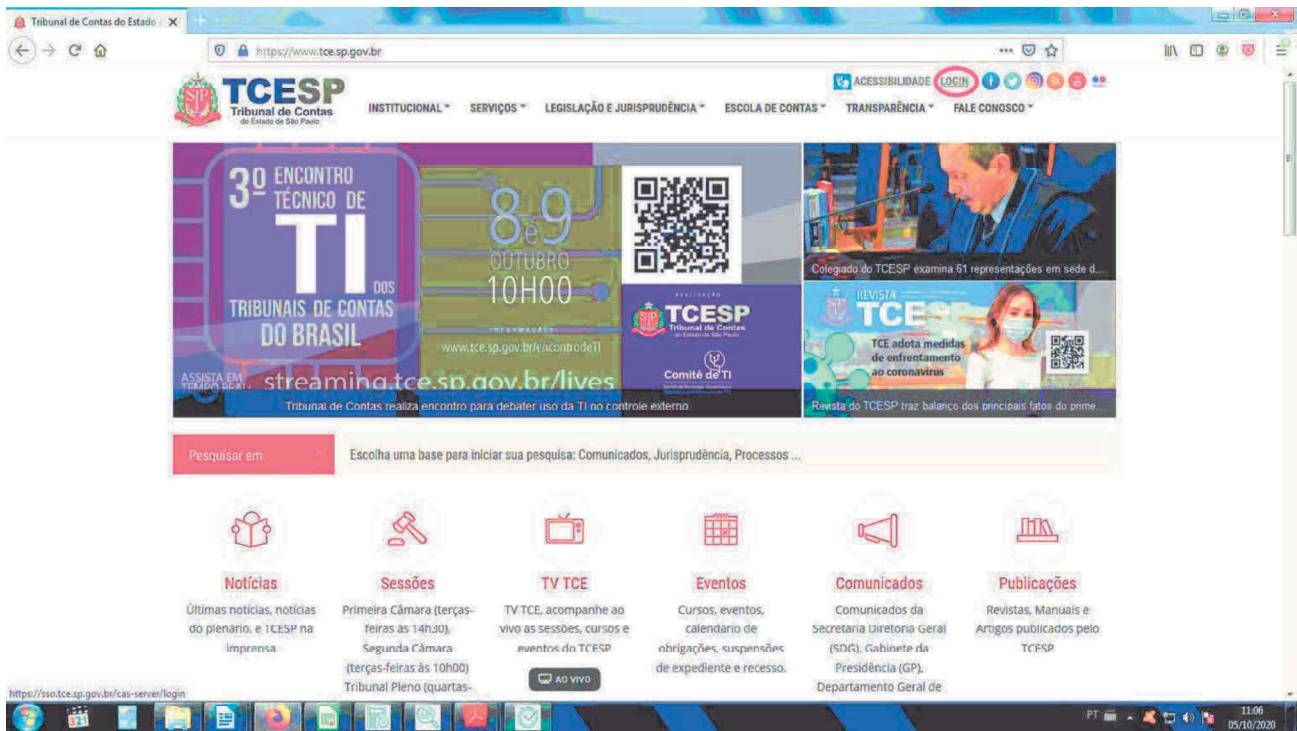 Tribunal de Contas do Estado
https://www.tce.sp.gov.br
ACESSIBILIDADE LOGIN
TCESP
Tribunal de Contas
do Estado de São Paulo
INSTITUCIONAL SERVIÇOS LEGISLAÇÃO E JURISPRUDÊNCIA ESCOLA DE CONTAS TRANSPARÊNCIA FALE CONOSCO
3º ENCONTRO
TÉCNICO DE
TI
DOS
TRIBUNAIS DE CONTAS
DO BRASIL
ASSISTA EM
TEMPO REAL:
streaming.tce.sp.gov.br/lives
8 e 9
OUTUBRO
10H00
INFORMAÇÕES
www.tce.sp.gov.br/encontrodeTI
REALIZAÇÃO
TCESP
Tribunal de Contas
do Estado de São Paulo
Comitê de TI
Tribunal de Contas realiza encontro para debater uso da TI no controle externo
Colegiado do TCESP examina 61 representações em sede d...
REVISTA
TCESP
TCE adota medidas
de enfrentamento
ao coronavírus
Revista do TCESP traz balanço dos principais fatos do prime...
Pesquisar em
Escolha uma base para iniciar sua pesquisa: Comunicados, Jurisprudência, Processos ...
Notícias
Últimas notícias, notícias
do plenário, e TCESP na
Imprensa
Sessões
Primeira Câmara (terças-
feiras às 14h30),
Segunda Câmara
(terças-feiras às 10h00)
Tribunal Pleno (quartas-
TV TCE
TV TCE, acompanhe ao
vivo as sessões, cursos e
eventos do TCESP
AO VIVO
Eventos
Cursos, eventos,
calendário de
obrigações, suspensões
de expediente e recesso.
Comunicados
Comunicados da
Secretaria Diretoria Geral
(SDG), Gabinete da
Presidência (GP),
Departamento Geral de
Publicações
Revistas, Manuais e
Artigos publicados pelo
TCESP
https://sso.tce.sp.gov.br/cas-server/login
PT
11:06
05/10/2020